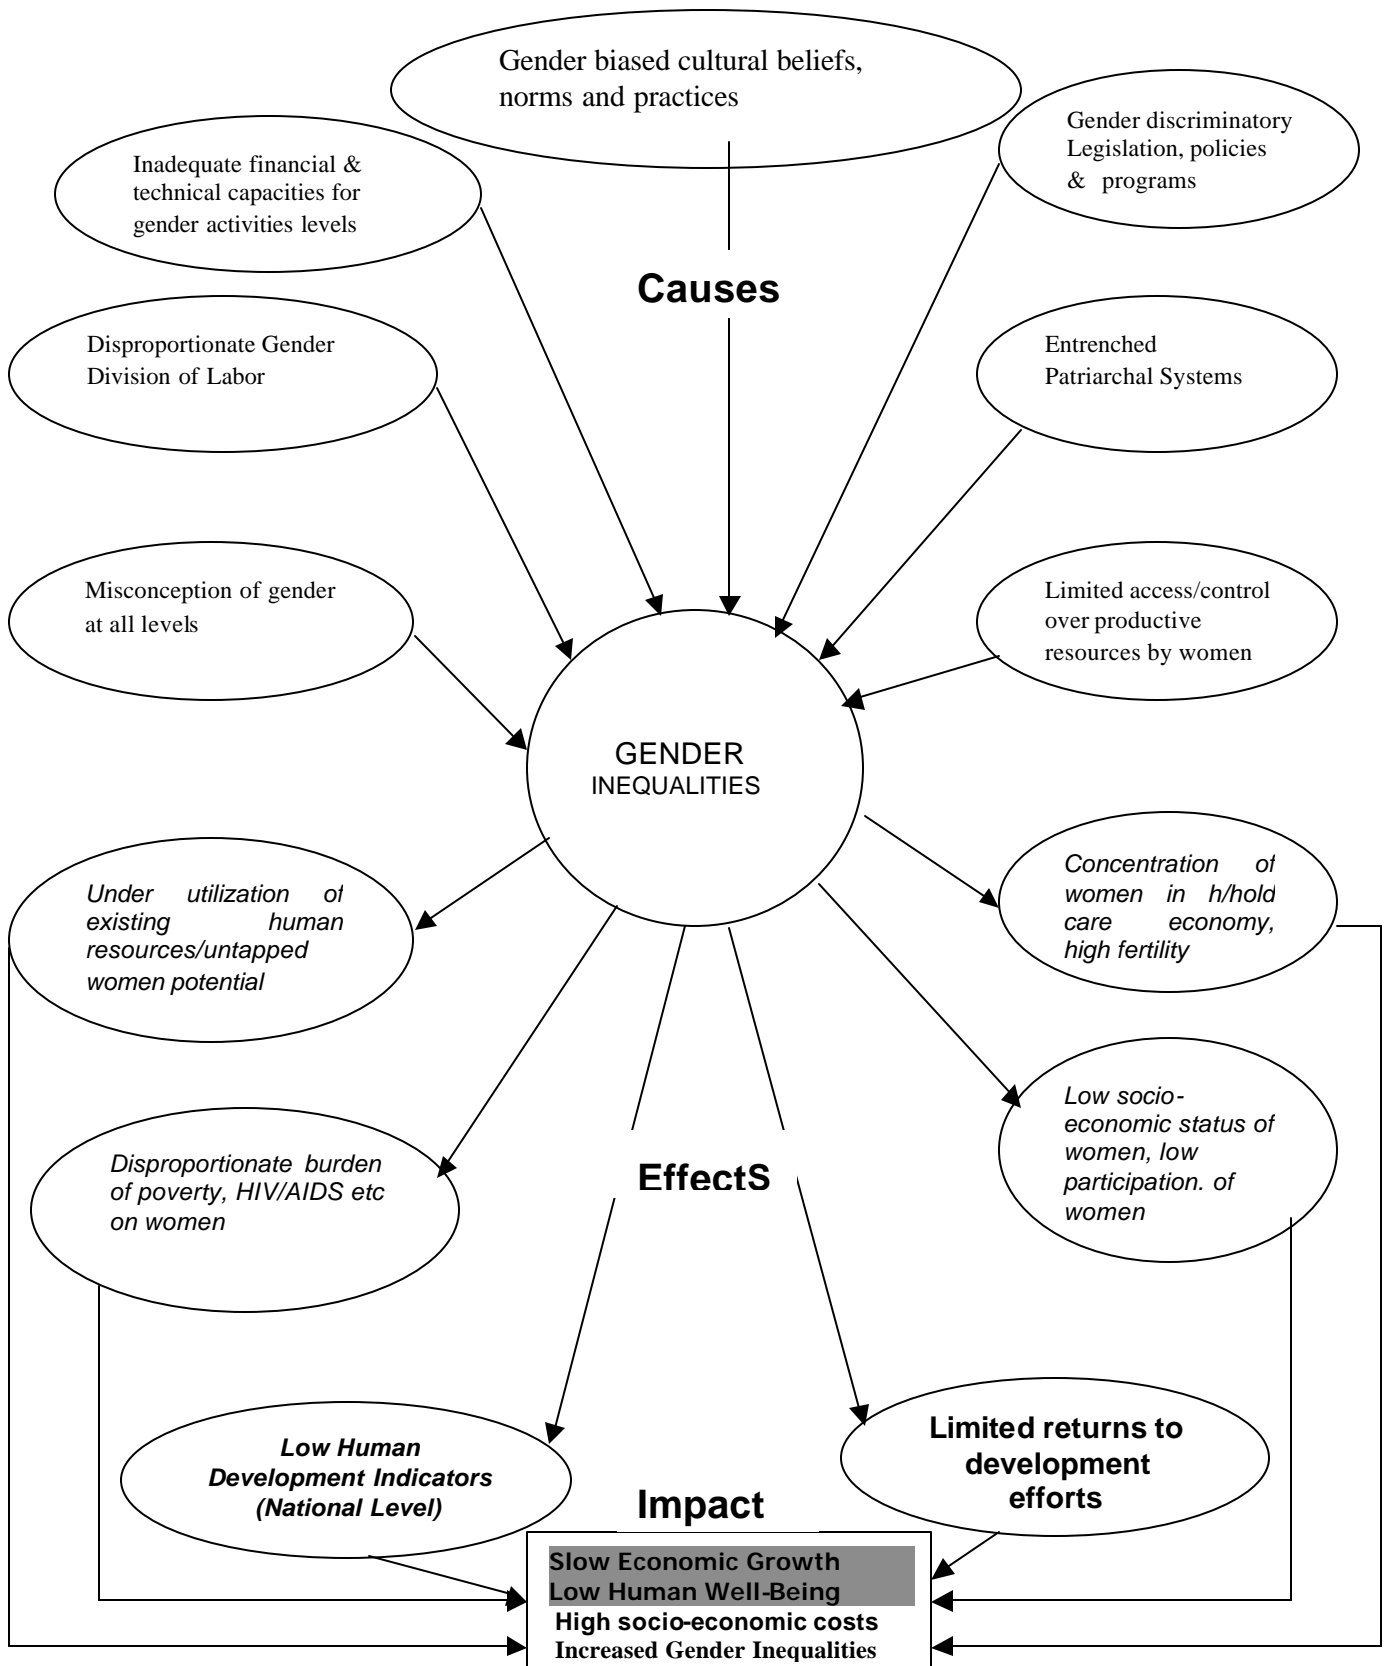 Gender biased cultural beliefs,
norms and practices
Gender discriminatory
Legislation, policies
& programs
Inadequate financial &
technical capacities for
gender activities levels
Causes
Disproportionate Gender
Division of Labor
Entrenched
Patriarchal Systems
Misconception of gender
at all levels
Limited access/control
over productive
resources by women
GENDER
INEQUALITIES
Under utilization of
existing human
resources/untapped
women potential
Concentration of
women in h/hold
care economy,
high fertility
Disproportionate burden
of poverty, HIV/AIDS etc
on women
EffectS
Low socio-
economic status of
women, low
participation. of
women
Low Human
Development Indicators
(National Level)
Limited returns to
development
efforts
Impact
Slow Economic Growth
Low Human Well-Being
High socio-economic costs
Increased Gender Inequalities